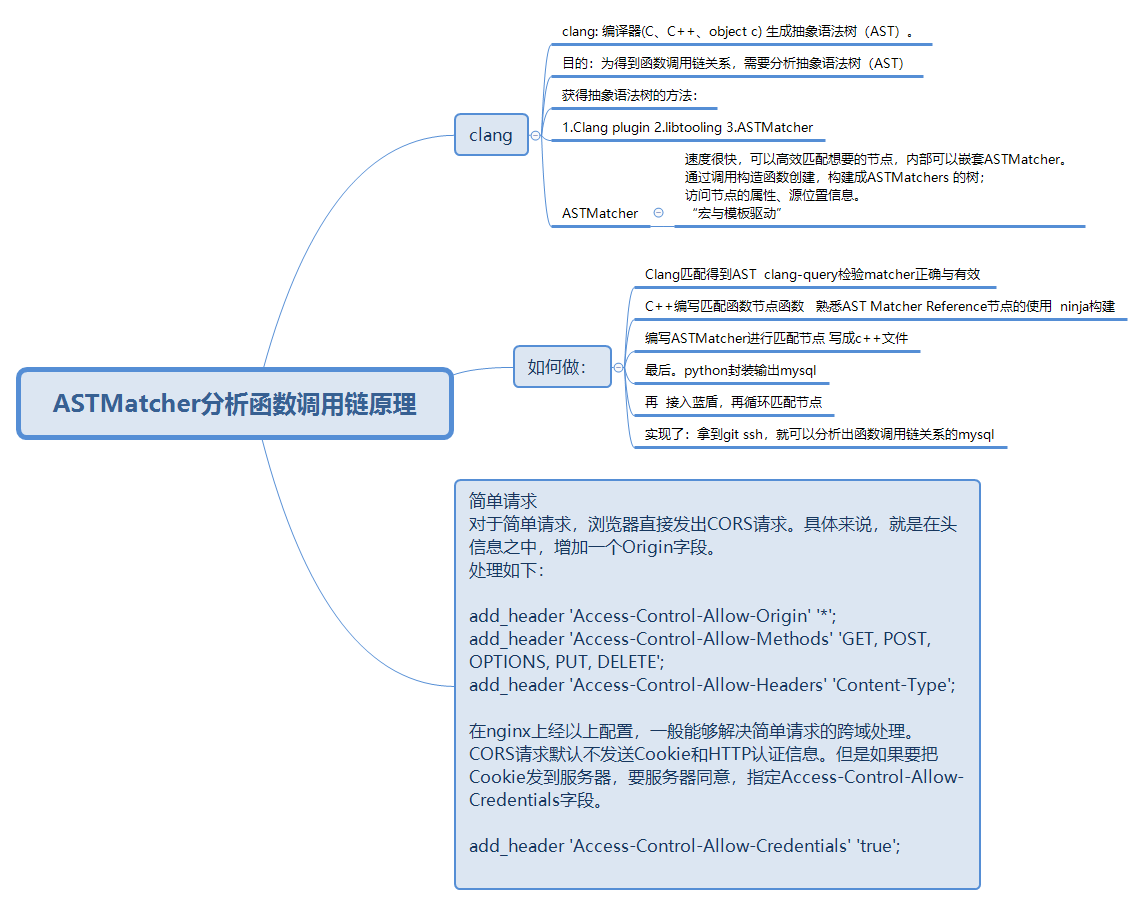 clang: 编译器(C、C++、object c) 生成抽象语法树（AST）。
目的：为得到函数调用链关系，需要分析抽象语法树（AST）
获得抽象语法树的方法：
clang
1.Clang plugin 2.libtooling 3.ASTMatcher
速度很快，可以高效匹配想要的节点，内部可以嵌套ASTMatcher。
通过调用构造函数创建，构建成ASTMatchers 的树；
访问节点的属性、源位置信息。
ASTMatcher
“宏与模板驱动”
Clang匹配得到AST  clang-query检验matcher正确与有效
C++编写匹配函数节点函数   熟悉AST Matcher Reference节点的使用  ninja构建
编写ASTMatcher进行匹配节点 写成c++文件
如何做：
最后。python封装输出mysql
再  接入蓝盾，再循环匹配节点
实现了：拿到git ssh，就可以分析出函数调用链关系的mysql
ASTMatcher分析函数调用链原理
简单请求
对于简单请求，浏览器直接发出CORS请求。具体来说，就是在头
信息之中，增加一个Origin字段。
处理如下：
add_header 'Access-Control-Allow-Origin' '*';
add_header 'Access-Control-Allow-Methods' 'GET, POST,
OPTIONS, PUT, DELETE';
add_header 'Access-Control-Allow-Headers' 'Content-Type';
在nginx上经以上配置，一般能够解决简单请求的跨域处理。
CORS请求默认不发送Cookie和HTTP认证信息。但是如果要把
Cookie发到服务器，要服务器同意，指定Access-Control-Allow-
Credentials字段。
add_header 'Access-Control-Allow-Credentials' 'true';